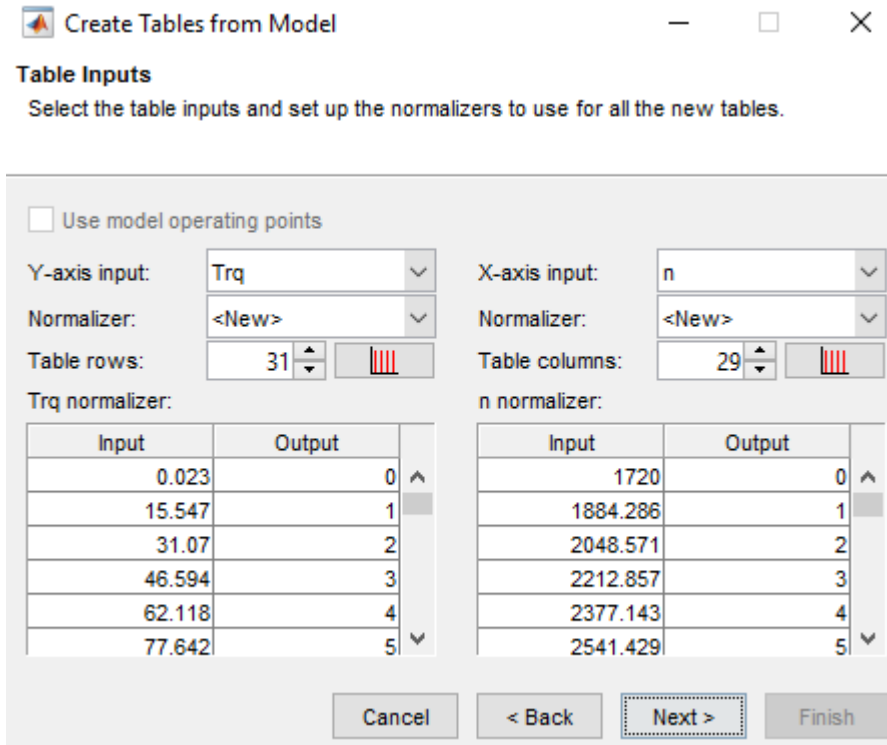 Create Tables from Model
Table Inputs
Select the table inputs and set up the normalizers to use for all the new tables.
Use model operating points
Y-axis input: Trq X-axis input: n
Normalizer: <New> Normalizer: <New>
Table rows: 31 Table columns: 29
Trq normalizer: n normalizer:
Input Output Input Output
0.023 0 1720 0
15.547 1 1884.286 1
31.07 2 2048.571 2
46.594 3 2212.857 3
62.118 4 2377.143 4
77.642 5 2541.429 5
Cancel < Back Next > Finish